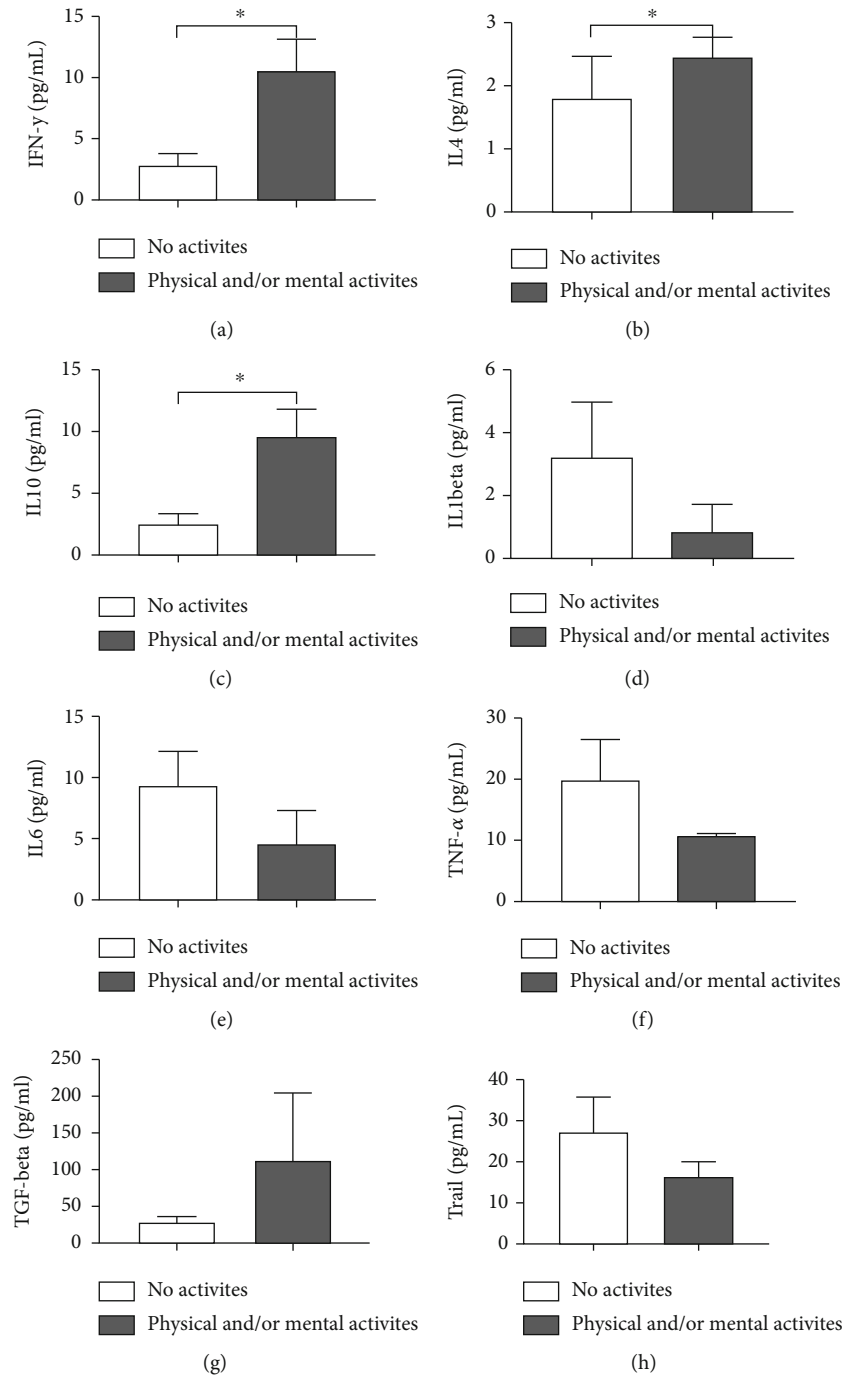 *
15
10
5
0
IFN-y (pg/mL)
No activites
Physical and/or mental activites
(a)
*
3
2
1
0
IL4 (pg/ml)
No activites
Physical and/or mental activites
(b)
*
15
10
5
0
IL10 (pg/ml)
No activites
Physical and/or mental activites
(c)
6
4
2
0
IL1beta (pg/ml)
No activites
Physical and/or mental activites
(d)
15
10
5
0
IL6 (pg/ml)
No activites
Physical and/or mental activites
(e)
30
20
10
0
TNF-α (pg/mL)
No activites
Physical and/or mental activites
(f)
250
200
150
100
50
0
TGF-beta (pg/ml)
No activites
Physical and/or mental activites
(g)
40
30
20
10
0
Trail (pg/mL)
No activites
Physical and/or mental activites
(h)